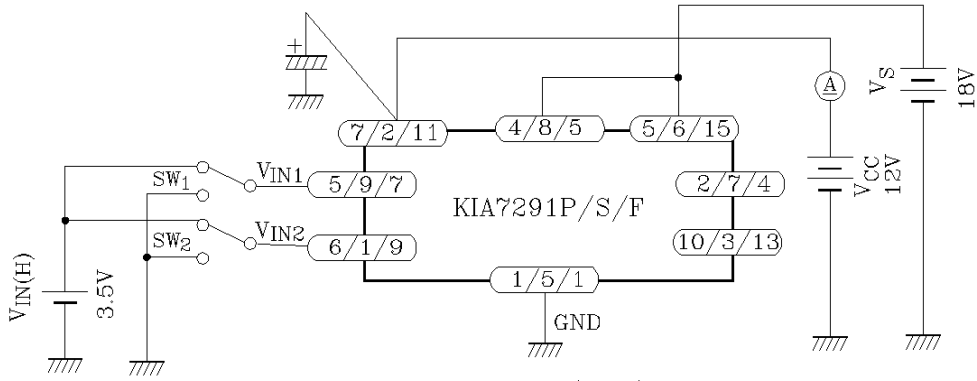 +
7/2/11
4/8/5
5/6/15
A
VS
18V
VCC
12V
SW1
VIN1
5/9/7
KIA7291P/S/F
2/7/4
SW2
VIN2
6/1/9
10/3/13
VIN(H)
3.5V
1/5/1
GND